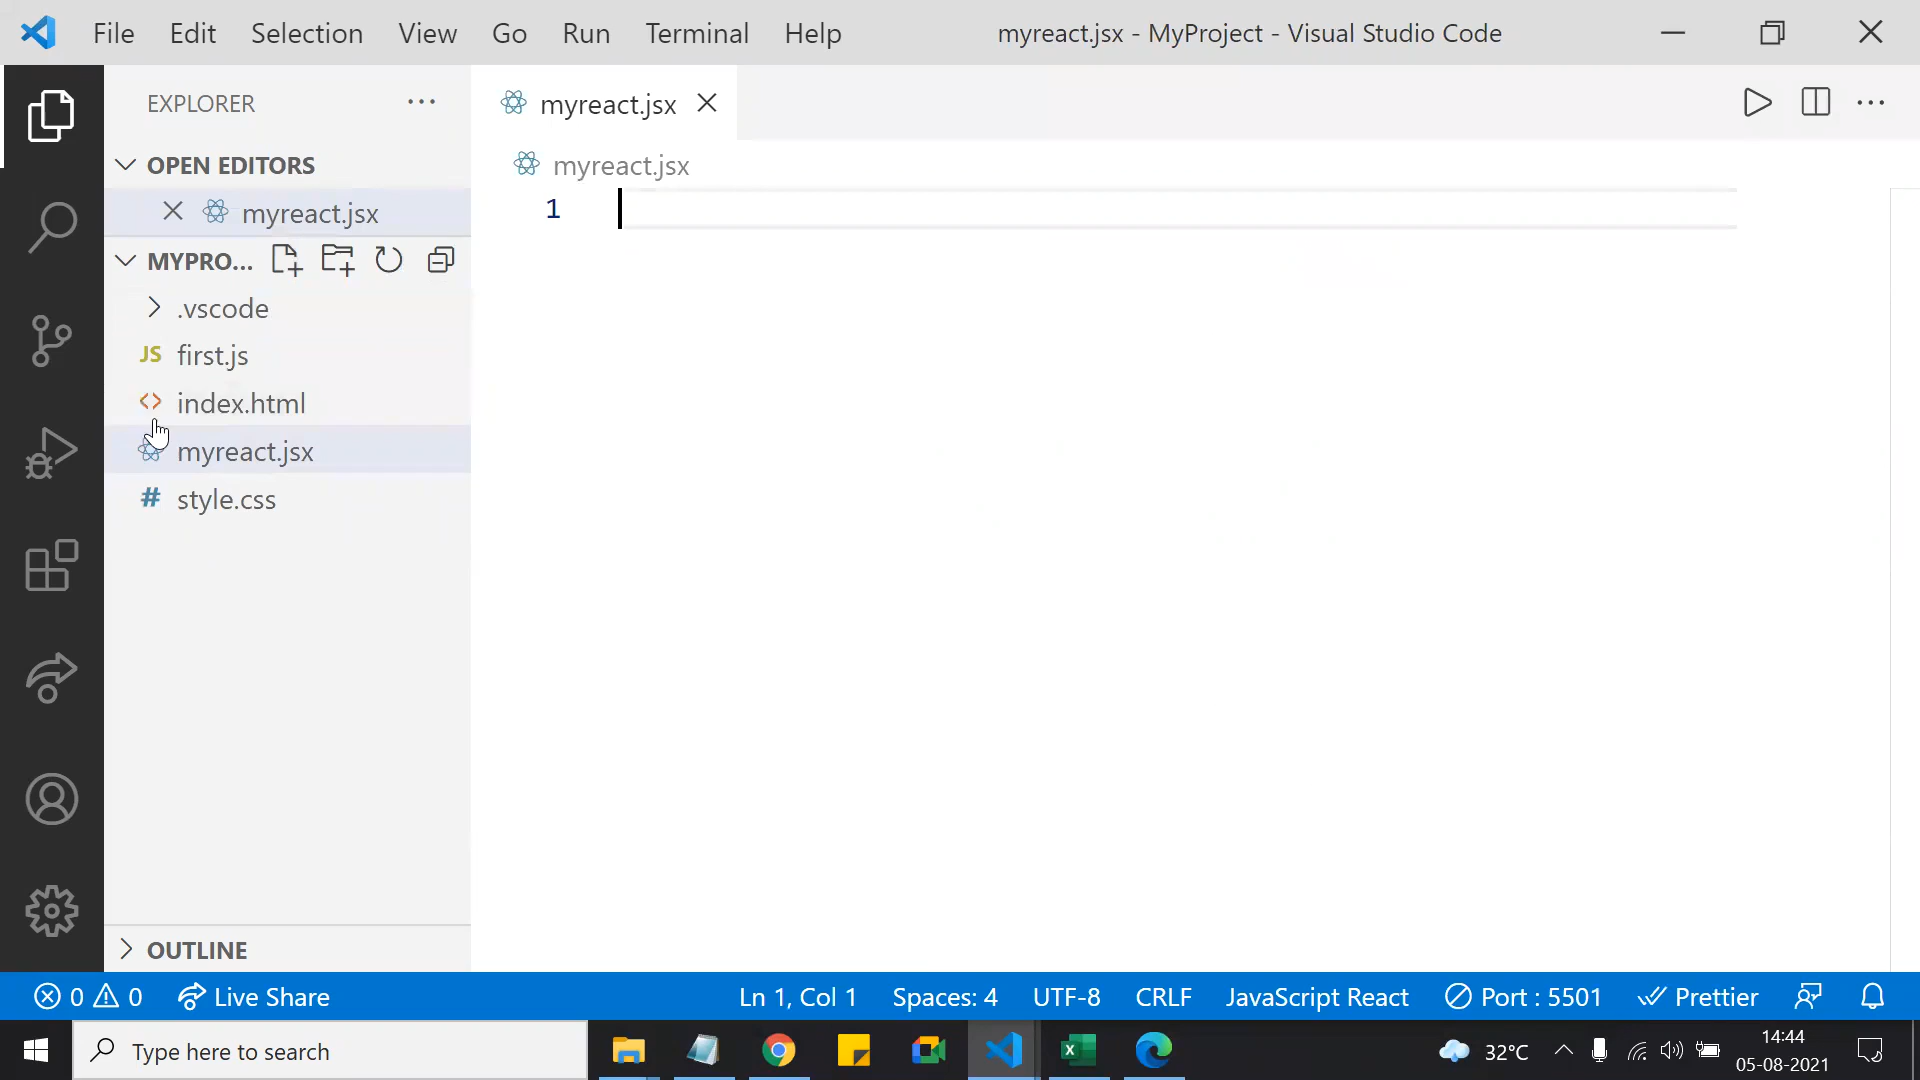 File Edit Selection View Go Run Terminal Help myreact.jsx - MyProject - Visual Studio Code
EXPLORER
OPEN EDITORS
myreact.jsx
MYPRO...
.vscode
JS first.js
<> index.html
myreact.jsx
# style.css
OUTLINE
myreact.jsx
myreact.jsx
1
0 0 Live Share Ln 1, Col 1 Spaces: 4 UTF-8 CRLF JavaScript React Port : 5501 Prettier
Type here to search
32°C
14:44
05-08-2021